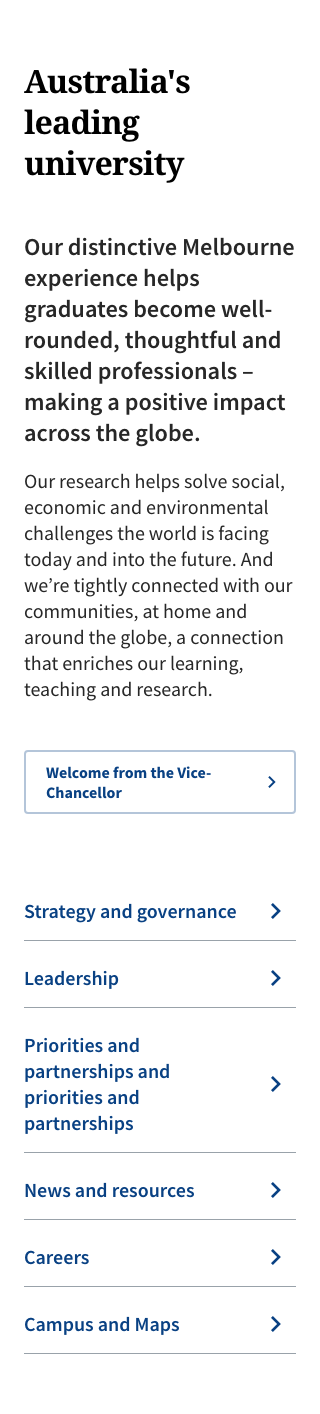 Australia's
leading
university
Our distinctive Melbourne
experience helps
graduates become well-
rounded, thoughtful and
skilled professionals –
making a positive impact
across the globe.
Our research helps solve social,
economic and environmental
challenges the world is facing
today and into the future. And
we’re tightly connected with our
communities, at home and
around the globe, a connection
that enriches our learning,
teaching and research.
Welcome from the Vice-
Chancellor
Strategy and governance
Leadership
Priorities and
partnerships and
priorities and
partnerships
News and resources
Careers
Campus and Maps